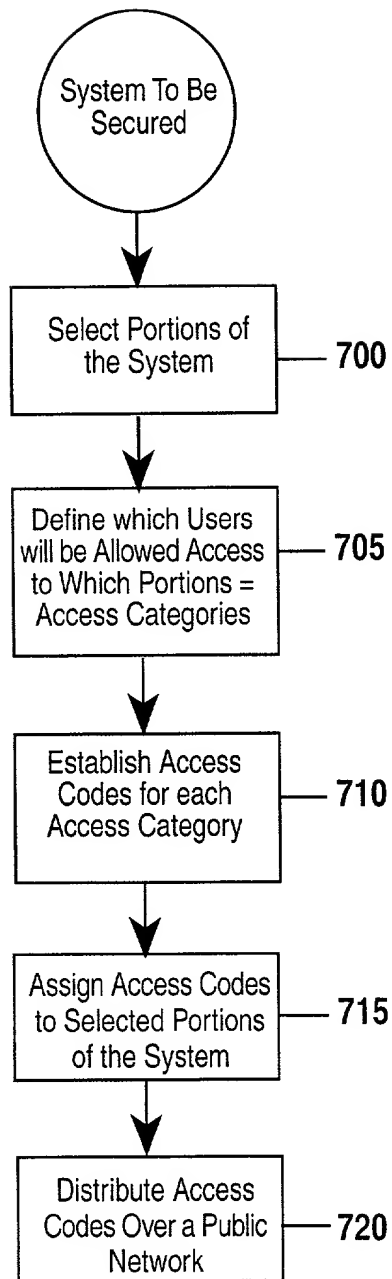 System To Be
Secured
Select Portions of
the System
700
Define which Users
will be Allowed Access
to Which Portions =
Access Categories
705
Establish Access
Codes for each
Access Category
710
Assign Access Codes
to Selected Portions
of the System
715
Distribute Access
Codes Over a Public
Network
720